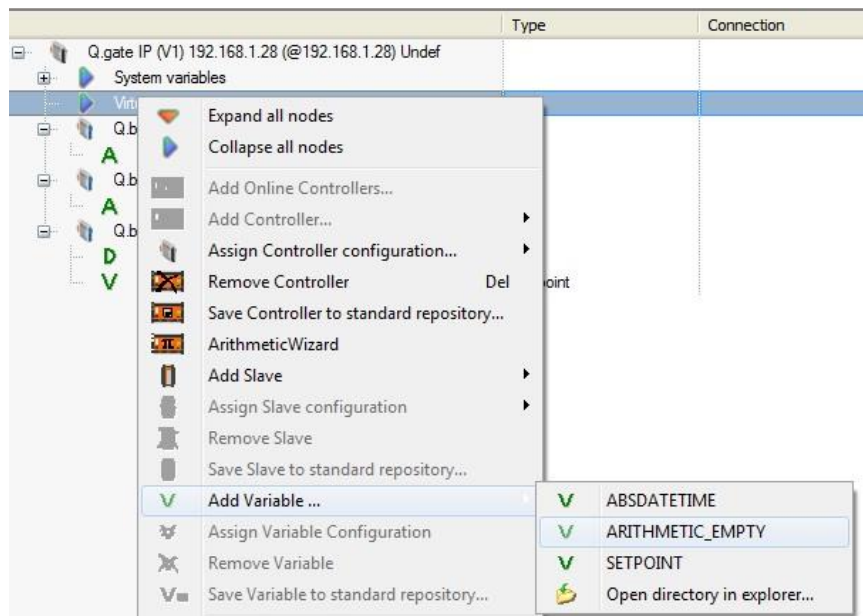 Type Connection
Q.gate IP (V1) 192.168.1.28 (@192.168.1.28) Undef
System variables
Q.b
A
Q.b
A
Q.b
D
V
Expand all nodes
Collapse all nodes
Add Online Controllers...
Add Controller...
Assign Controller configuration...
Remove Controller Del
Save Controller to standard repository...
ArithmeticWizard
Add Slave
Assign Slave configuration
Remove Slave
Save Slave to standard repository...
V Add Variable ...
Assign Variable Configuration
Remove Variable
Save Variable to standard repository...
V ABSDATETIME
V ARITHMETIC_EMPTY
V SETPOINT
Open directory in explorer...